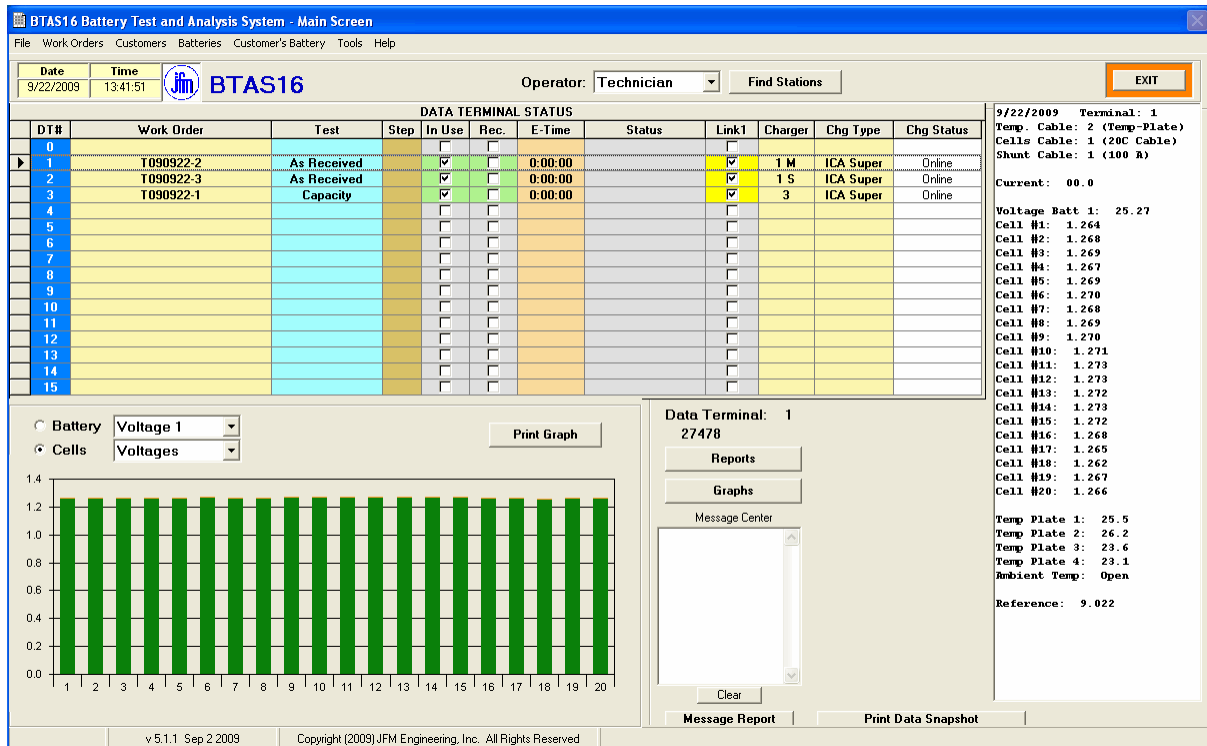 BTAS16 Battery Test and Analysis System - Main Screen
File Work Orders Customers Batteries Customer's Battery Tools Help
Date Time
9/22/2009 13:41:51
jfm BTAS16
Operator: Technician Find Stations
EXIT
DATA TERMINAL STATUS
DT# Work Order Test Step In Use Rec. E-Time Status Link1 Charger Chg Type Chg Status
0
1 T090922-2 As Received 0:00:00 1 M ICA Super Online
2 T090922-3 As Received 0:00:00 1 S ICA Super Online
3 T090922-1 Capacity 0:00:00 3 ICA Super Online
4
5
6
7
8
9
10
11
12
13
14
15
9/22/2009 Terminal: 1
Temp. Cable: 2 (Temp-Plate)
Cells Cable: 1 (20C Cable)
Shunt Cable: 1 (100 A)
Current: 00.0
Voltage Batt 1: 25.27
Cell #1: 1.264
Cell #2: 1.268
Cell #3: 1.269
Cell #4: 1.267
Cell #5: 1.269
Cell #6: 1.270
Cell #7: 1.268
Cell #8: 1.269
Cell #9: 1.270
Cell #10: 1.271
Cell #11: 1.273
Cell #12: 1.273
Cell #13: 1.272
Cell #14: 1.273
Cell #15: 1.272
Cell #16: 1.268
Cell #17: 1.265
Cell #18: 1.262
Cell #19: 1.267
Cell #20: 1.266
Temp Plate 1: 25.5
Temp Plate 2: 26.2
Temp Plate 3: 23.6
Temp Plate 4: 23.1
Ambient Temp: Open
Reference: 9.022
Battery Voltage 1
Cells Voltages
Print Graph
1.4
1.2
1.0
0.8
0.6
0.4
0.2
0.0
1 2 3 4 5 6 7 8 9 10 11 12 13 14 15 16 17 18 19 20
Data Terminal: 1
27478
Reports
Graphs
Message Center
Clear
Message Report Print Data Snapshot
v 5.1.1 Sep 2 2009 Copyright (2009) JFM Engineering, Inc. All Rights Reserved